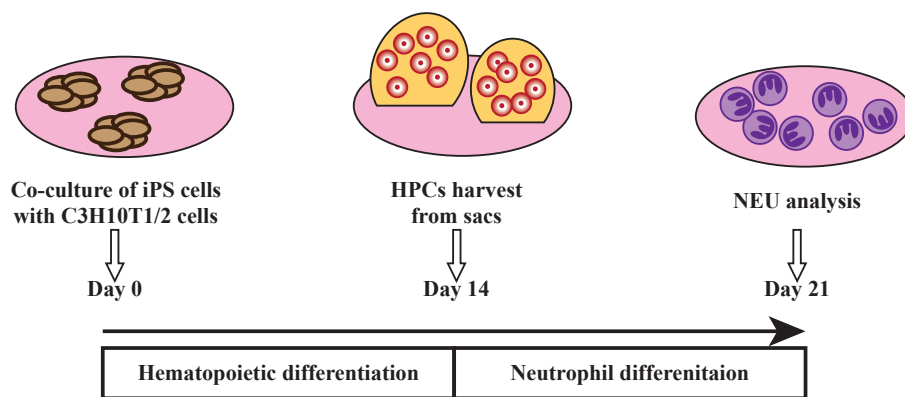 Co-culture of iPS cells
with C3H10T1/2 cells
HPCs harvest
from sacs
NEU analysis
Day 0
Day 14
Day 21
Hematopoietic differentiation
Neutrophil differenitaion